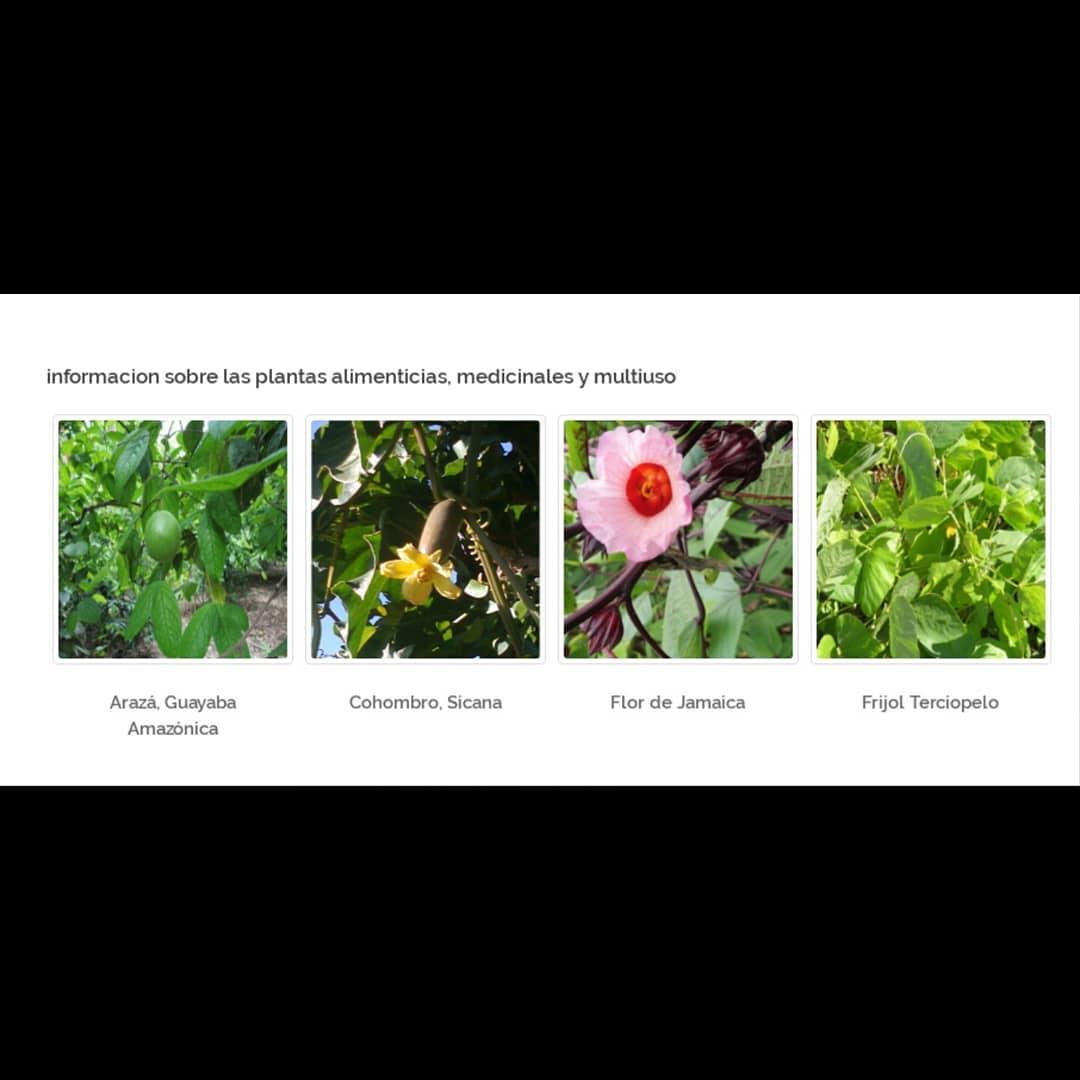 informacion sobre las plantas alimenticias, medicinales y multiuso
Arazá, Guayaba
Amazónica
Cohombro, Sicana
Flor de Jamaica
Frijol Terciopelo